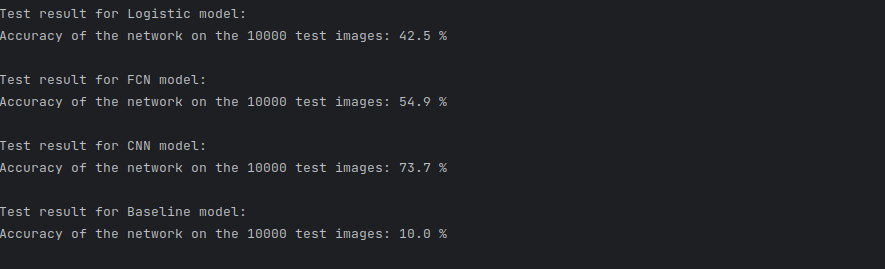 Test result for Logistic model:
Accuracy of the network on the 10000 test images: 42.5 %
Test result for FCN model:
Accuracy of the network on the 10000 test images: 54.9 %
Test result for CNN model:
Accuracy of the network on the 10000 test images: 73.7 %
Test result for Baseline model:
Accuracy of the network on the 10000 test images: 10.0 %